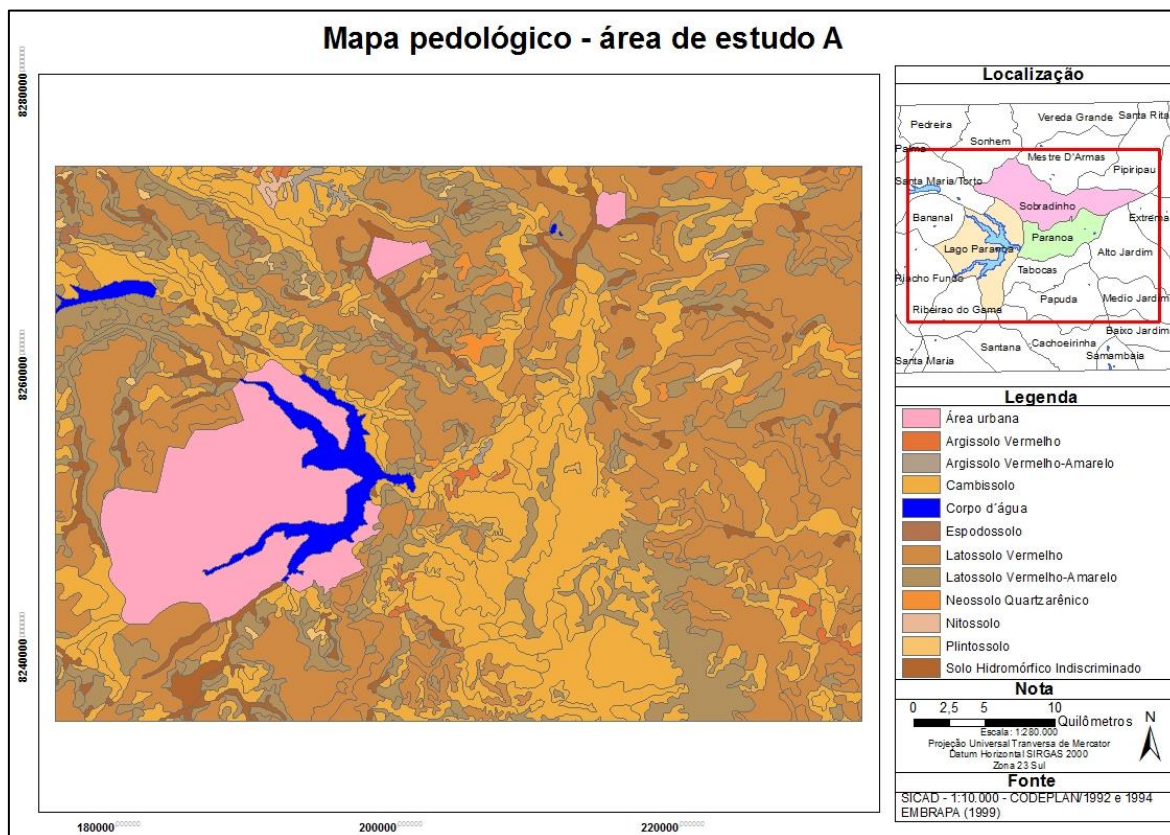 Mapa pedológico - área de estudo A
8280000
8260000
8240000
180000
200000
220000
Localização
Pedreira
Sonhem
Vereda Grande
Santa Rita
Palma
Mestre D'Armas
Pipiripau
Santa Maria/Torto
Sobradinho
Bananal
Extrema
Paranoa
Lago Paranoá
Alto Jardim
Riacho Fundo
Tabocas
Papuda
Medio Jardim
Ribeirao do Gama
Baixo Jardim
Cachoeirinha
Santana
Samambaia
Santa Maria
Legenda
Área urbana
Argissolo Vermelho
Argissolo Vermelho-Amarelo
Cambissolo
Corpo d'água
Espodossolo
Latossolo Vermelho
Latossolo Vermelho-Amarelo
Neossolo Quartzarênico
Nitossolo
Plintossolo
Solo Hidromórfico Indiscriminado
Nota
0 2,5 5 10
Quilômetros
N
Escala: 1:280.000
Projeção Universal Tranversa de Mercator
Datum Horizontal SIRGAS 2000
Zona 23 Sul
Fonte
SICAD - 1:10.000 - CODEPLAN/1992 e 1994
EMBRAPA (1999)